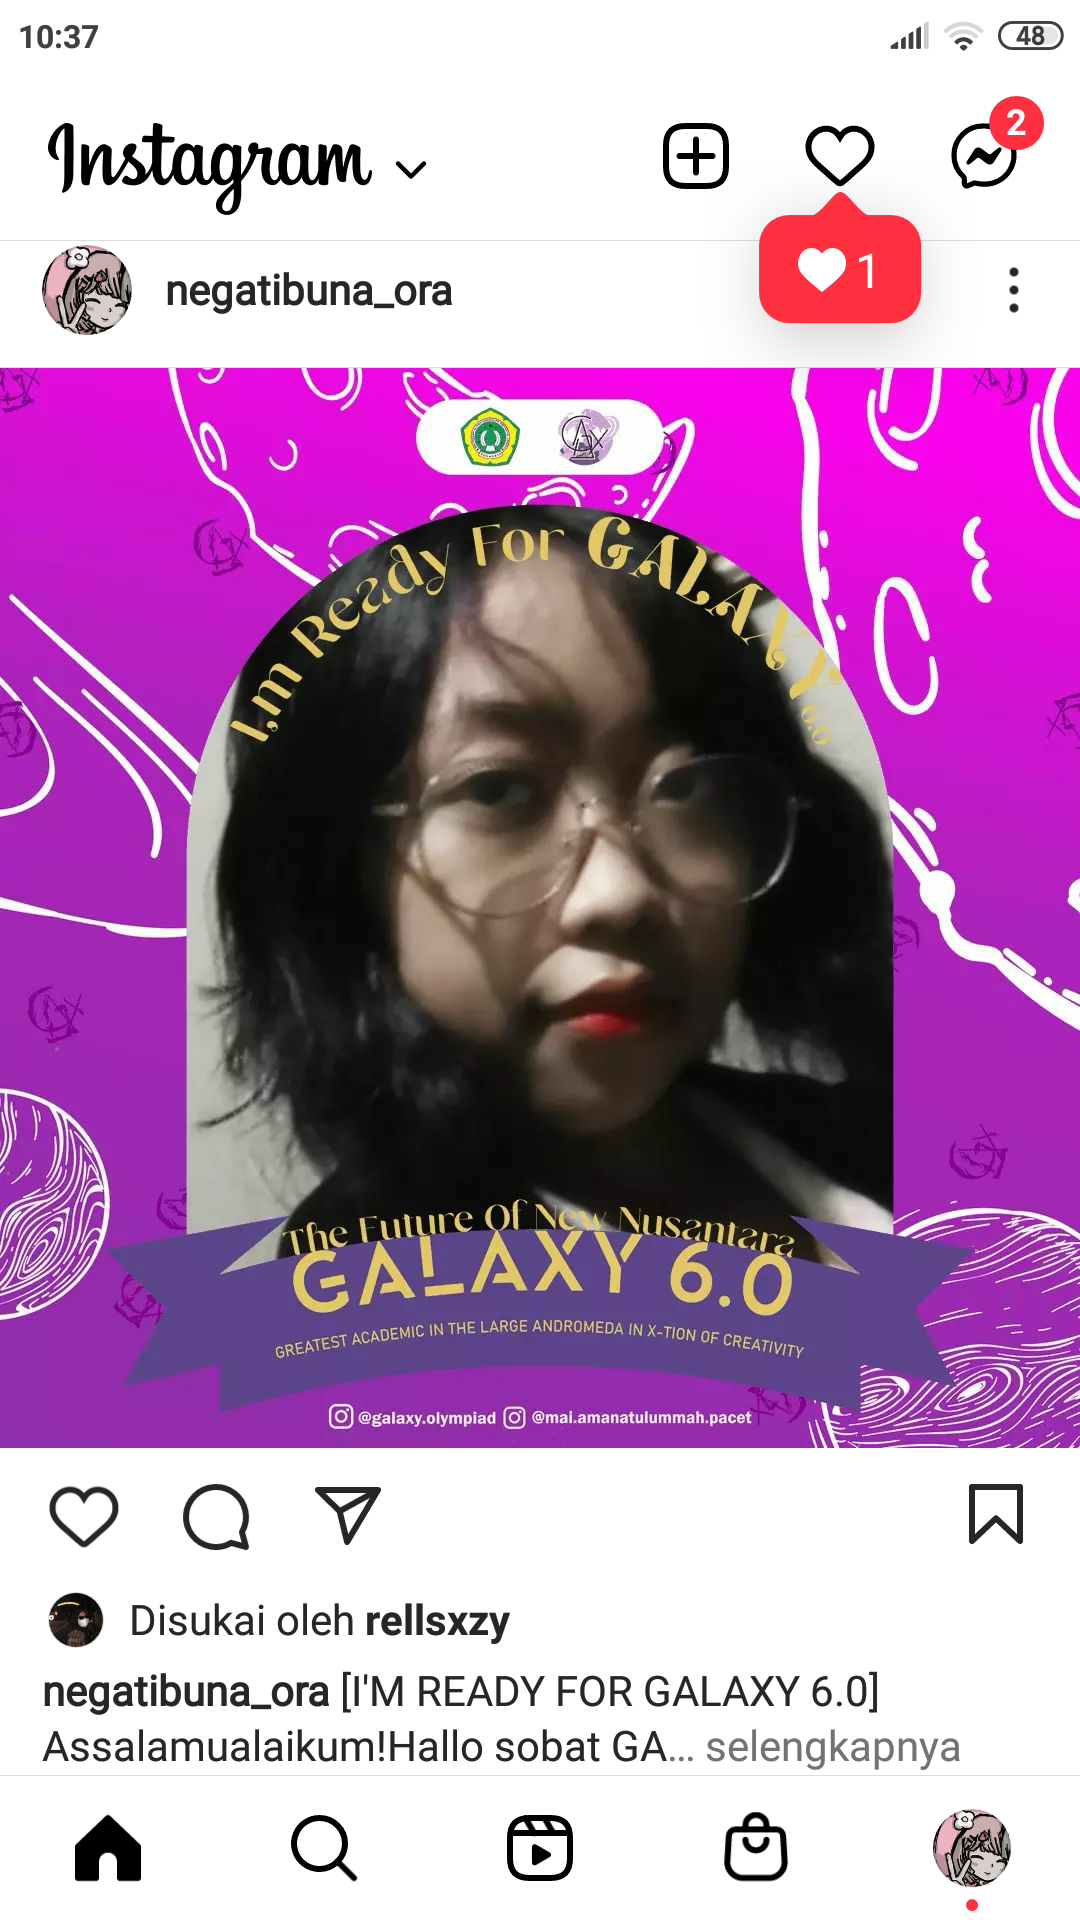 10:37
48
Instagram
2
negatibuna_ora
1
I,m Ready For GALAXY 6.0
The Future Of New Nusantara
GALAXY 6.0
GREATEST ACADEMIC IN THE LARGE ANDROMEDA IN X-TION OF CREATIVITY
@galaxy.olympiad @mai.amanatulummah.pacet
Disukai oleh rellsxzy
negatibuna_ora [I'M READY FOR GALAXY 6.0]
Assalamualaikum!Hallo sobat GA... selengkapnya